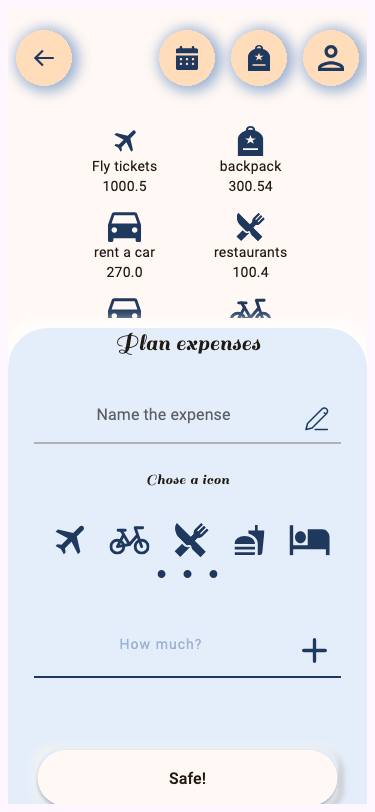 Fly tickets
1000.5
backpack
300.54
rent a car
270.0
restaurants
100.4
Plan expenses
Name the expense
Chose a icon
How much?
Safe!